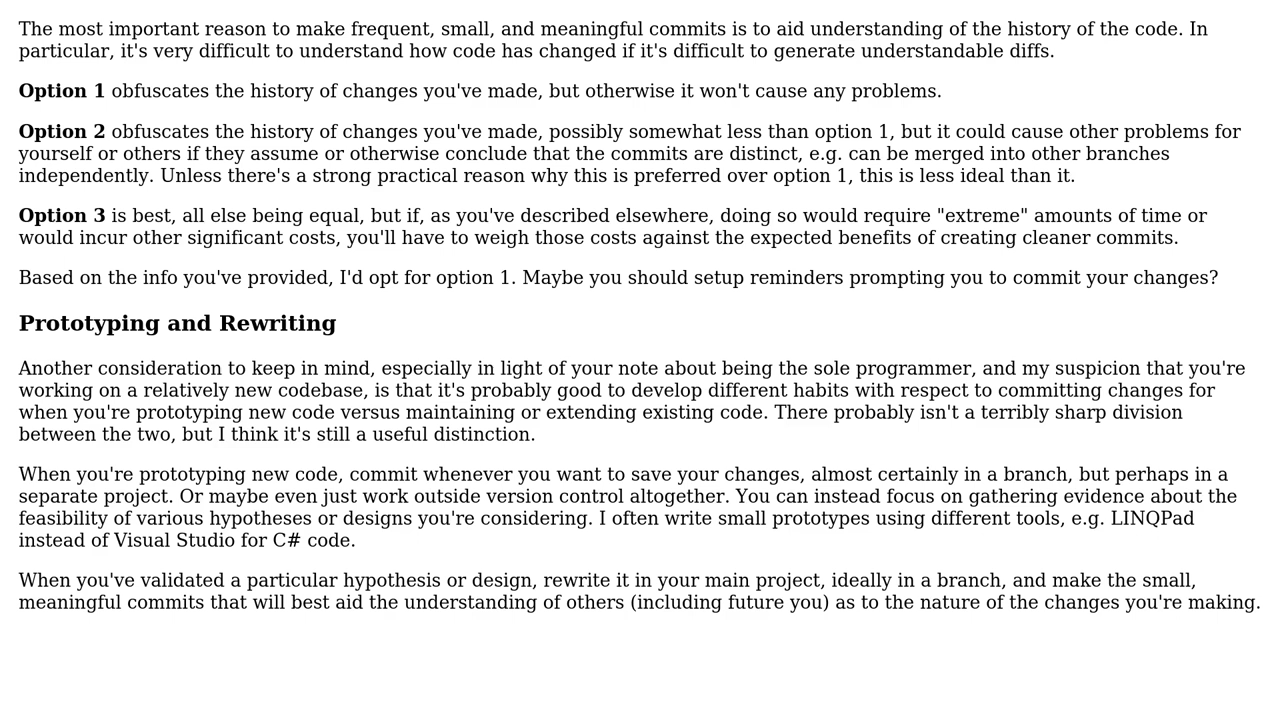 The most important reason to make frequent, small, and meaningful commits is to aid understanding of the history of the code. In
particular, it's very difficult to understand how code has changed if it's difficult to generate understandable diffs.
Option 1 obfuscates the history of changes you've made, but otherwise it won't cause any problems.
Option 2 obfuscates the history of changes you've made, possibly somewhat less than option 1, but it could cause other problems for
yourself or others if they assume or otherwise conclude that the commits are distinct, e.g. can be merged into other branches
independently. Unless there's a strong practical reason why this is preferred over option 1, this is less ideal than it.
Option 3 is best, all else being equal, but if, as you've described elsewhere, doing so would require "extreme" amounts of time or
would incur other significant costs, you'll have to weigh those costs against the expected benefits of creating cleaner commits.
Based on the info you've provided, I'd opt for option 1. Maybe you should setup reminders prompting you to commit your changes?
Prototyping and Rewriting
Another consideration to keep in mind, especially in light of your note about being the sole programmer, and my suspicion that you're
working on a relatively new codebase, is that it's probably good to develop different habits with respect to committing changes for
when you're prototyping new code versus maintaining or extending existing code. There probably isn't a terribly sharp division
between the two, but I think it's still a useful distinction.
When you're prototyping new code, commit whenever you want to save your changes, almost certainly in a branch, but perhaps in a
separate project. Or maybe even just work outside version control altogether. You can instead focus on gathering evidence about the
feasibility of various hypotheses or designs you're considering. I often write small prototypes using different tools, e.g. LINQPad
instead of Visual Studio for C# code.
When you've validated a particular hypothesis or design, rewrite it in your main project, ideally in a branch, and make the small,
meaningful commits that will best aid the understanding of others (including future you) as to the nature of the changes you're making.